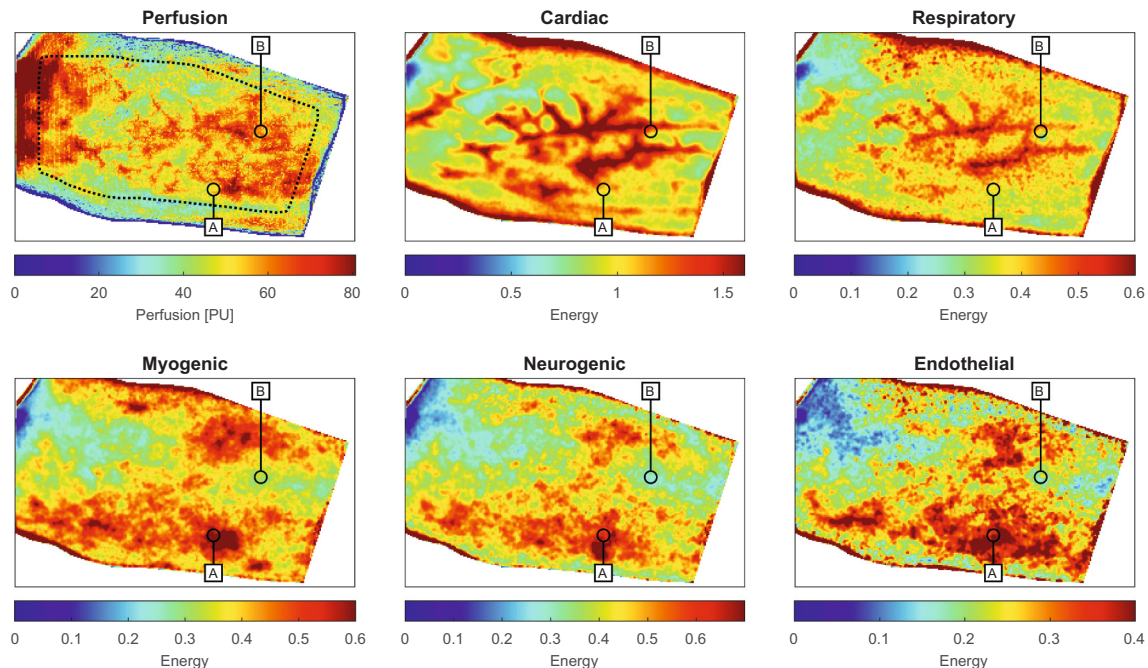 Perfusion
Cardiac
Respiratory
B
B
B
A
A
A
0 20 40 60 80
0 0.5 1 1.5
0 0.1 0.2 0.3 0.4 0.5 0.6
Perfusion [PU]
Energy
Energy
Myogenic
Neurogenic
Endothelial
B
B
B
A
A
A
0 0.1 0.2 0.3 0.4 0.5 0.6
0 0.1 0.2 0.3 0.4 0.5 0.6
0 0.1 0.2 0.3 0.4
Energy
Energy
Energy